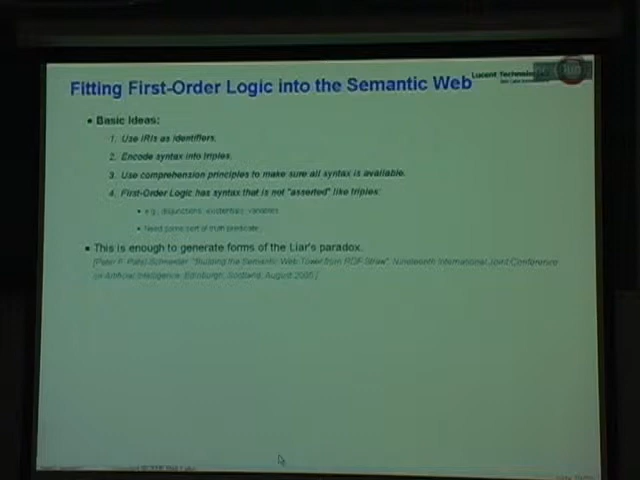 Fitting First-Order Logic into the Semantic Web
Lucent Technolo
Basic Ideas:
1. Use IRIs as identifiers.
2. Encode syntax into triples.
3. Use comprehension principles to make sure all syntax is available.
4. First-Order Logic has syntax that is not "asserted" like triples:
e.g., disjunctions, existentials, variables
Need some sort of truth predicate
This is enough to generate forms of the Liar's paradox.
[Peter F. Patel-Schneider. "Building the Semantic Web Tower from RDF Straw". Nineteenth International Joint Conference
on Artificial Intelligence, Edinburgh, Scotland, August 2005.]